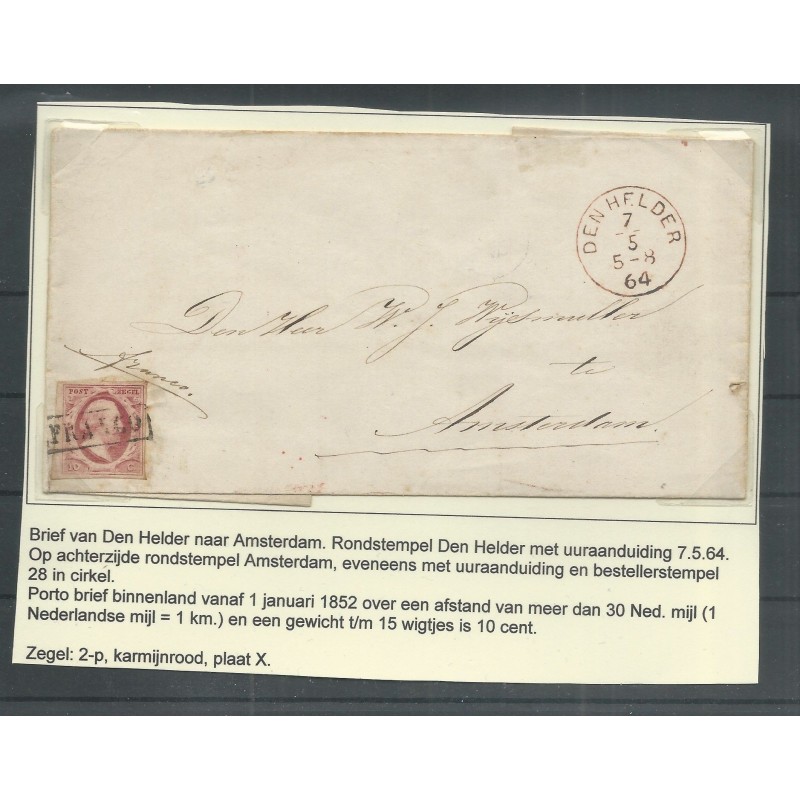 DEN HELDER
7
5
5-8
64
Den Heer W. J. Wijsmuller
te
franco.
Amsterdam.
POST ZEGEL
FRANCO
10 C.
Brief van Den Helder naar Amsterdam. Rondstempel Den Helder met uuraanduiding 7.5.64.
Op achterzijde rondstempel Amsterdam, eveneens met uuraanduiding en bestellerstempel
28 in cirkel.
Porto brief binnenland vanaf 1 januari 1852 over een afstand van meer dan 30 Ned. mijl (1
Nederlandse mijl = 1 km.) en een gewicht t/m 15 wigtjes is 10 cent.
Zegel: 2-p, karmijnrood, plaat X.